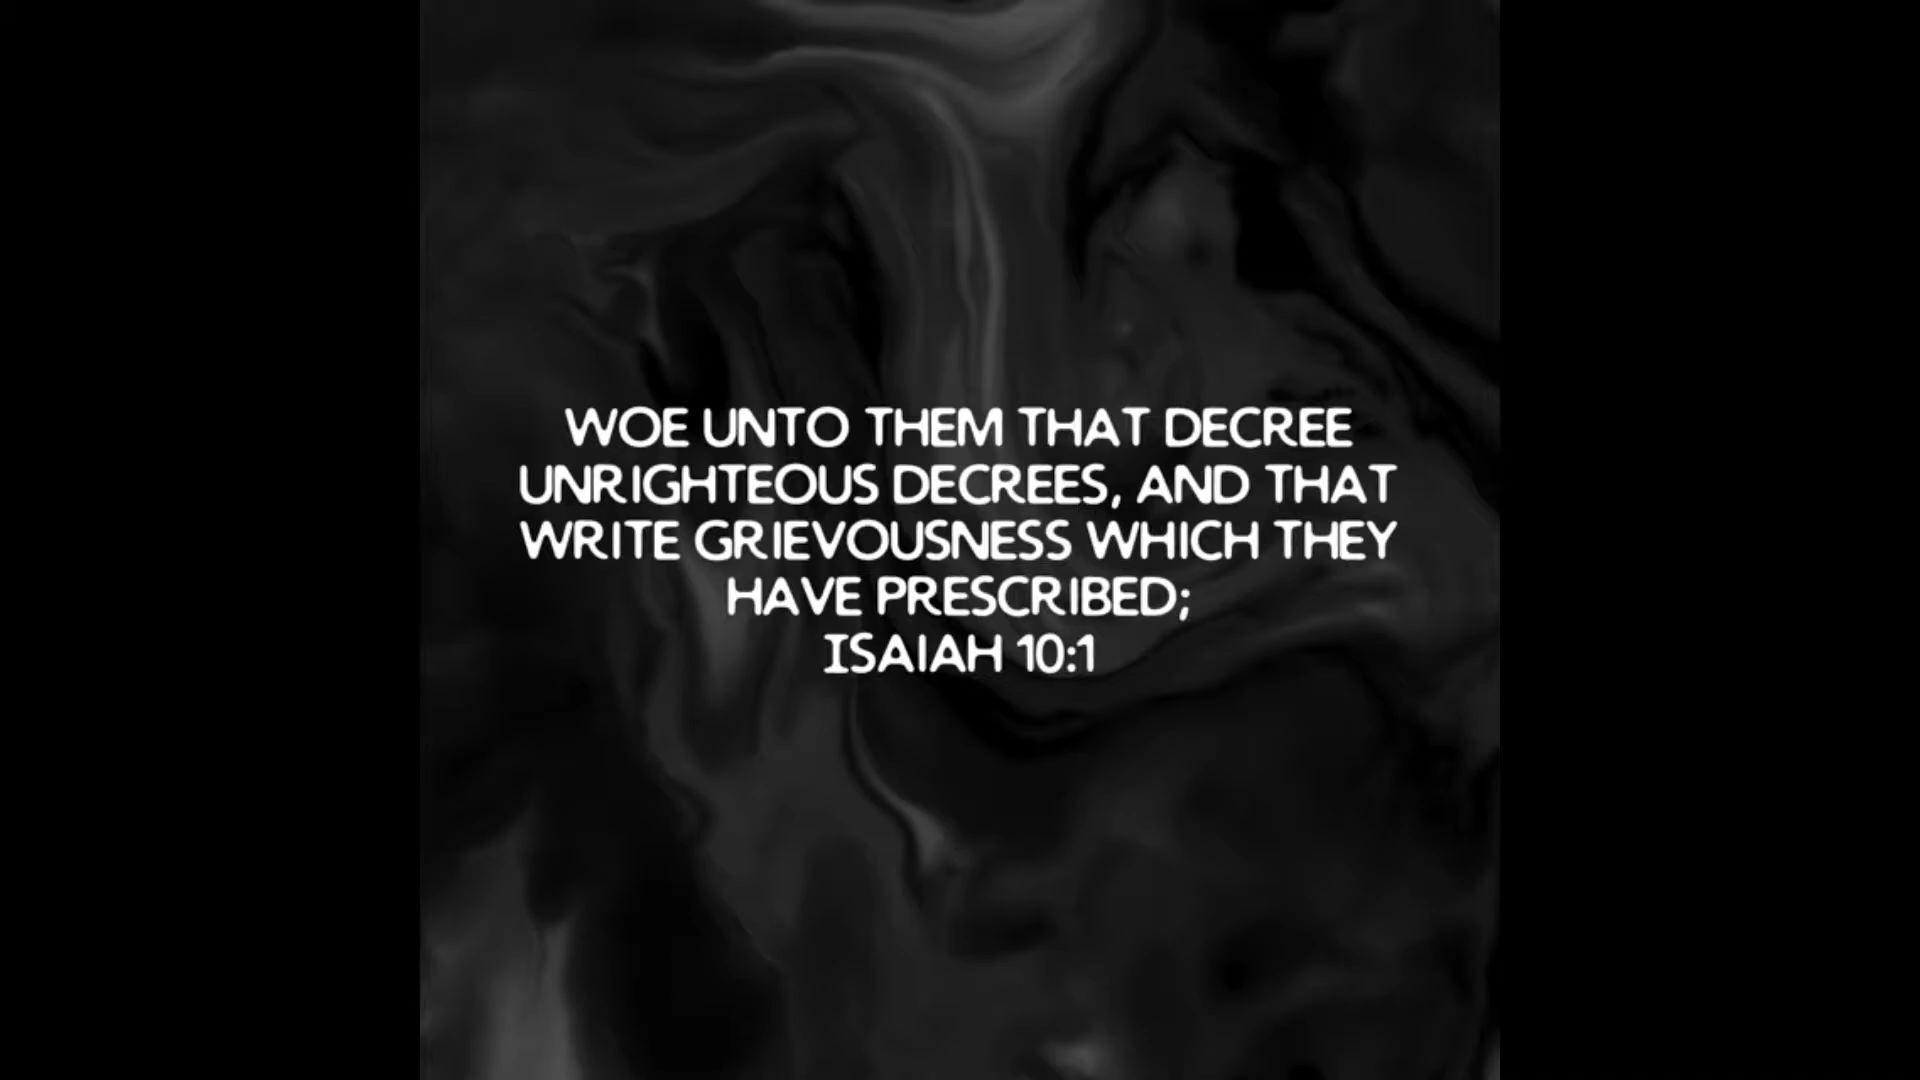 WOE UNTO THEM THAT DECREE
UNRIGHTEOUS DECREES, AND THAT
WRITE GRIEVOUSNESS WHICH THEY
HAVE PRESCRIBED;
ISAIAH 10:1